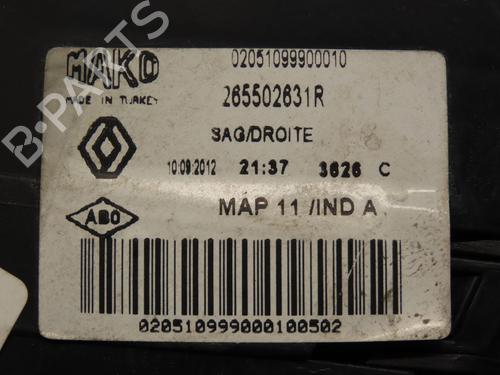 MAKO
02051099900010
MADE IN TURKEY
265502631R
SAG/DROITE
10.09.2012 21:37 3626 C
ABO
MAP 11 /IND A
020510999000100502
B-PARTS